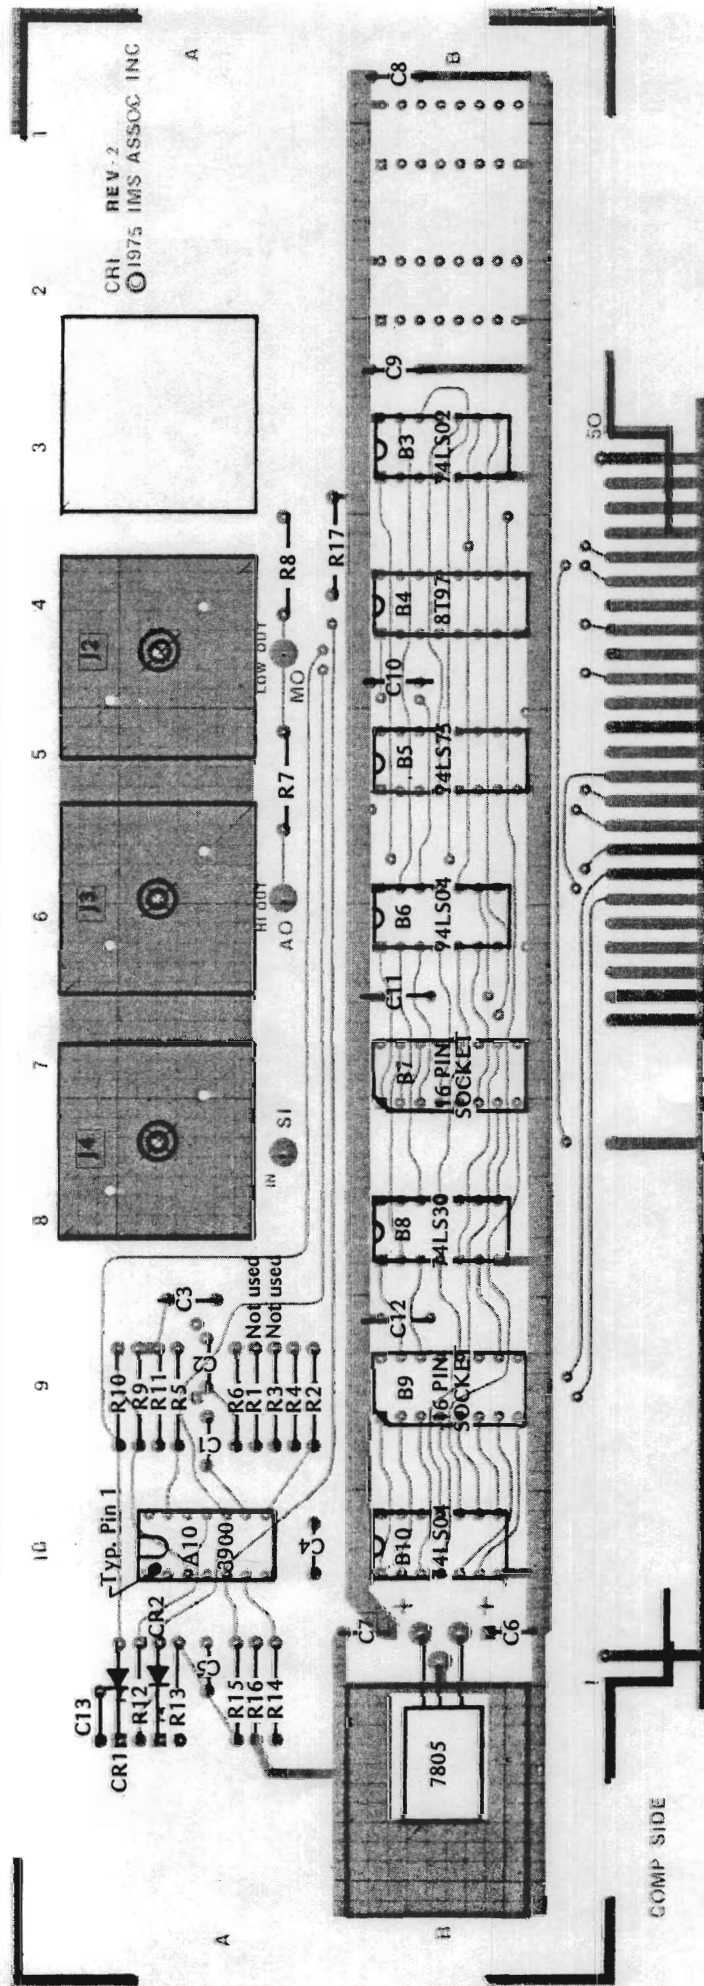 A
B
1
2
3
4
5
6
7
8
9
10
CRI REV-2
©1975 IMS ASSOC INC
C8
C9
J2
J3
J4
LOW OUT
MO
HI OUT
AO
IN
SI
R8
R17
R7
B3
74LS02
B4
8T97
C10
B5
74LS75
B6
74LS04
C11
B7
16 PIN
SOCKET
B8
74LS30
C12
B9
16 PIN
SOCKET
B10
74LS04
50
C3
C2
C1
R10
R9
R11
R5
R6
R1 Not used
R3 Not used
R4
R2
Typ. Pin 1
A10
3900
C4
C13
CR1
R12
CR2
R13
R15
R16
R14
C7
+
+
C6
1
7805
A
B
COMP SIDE